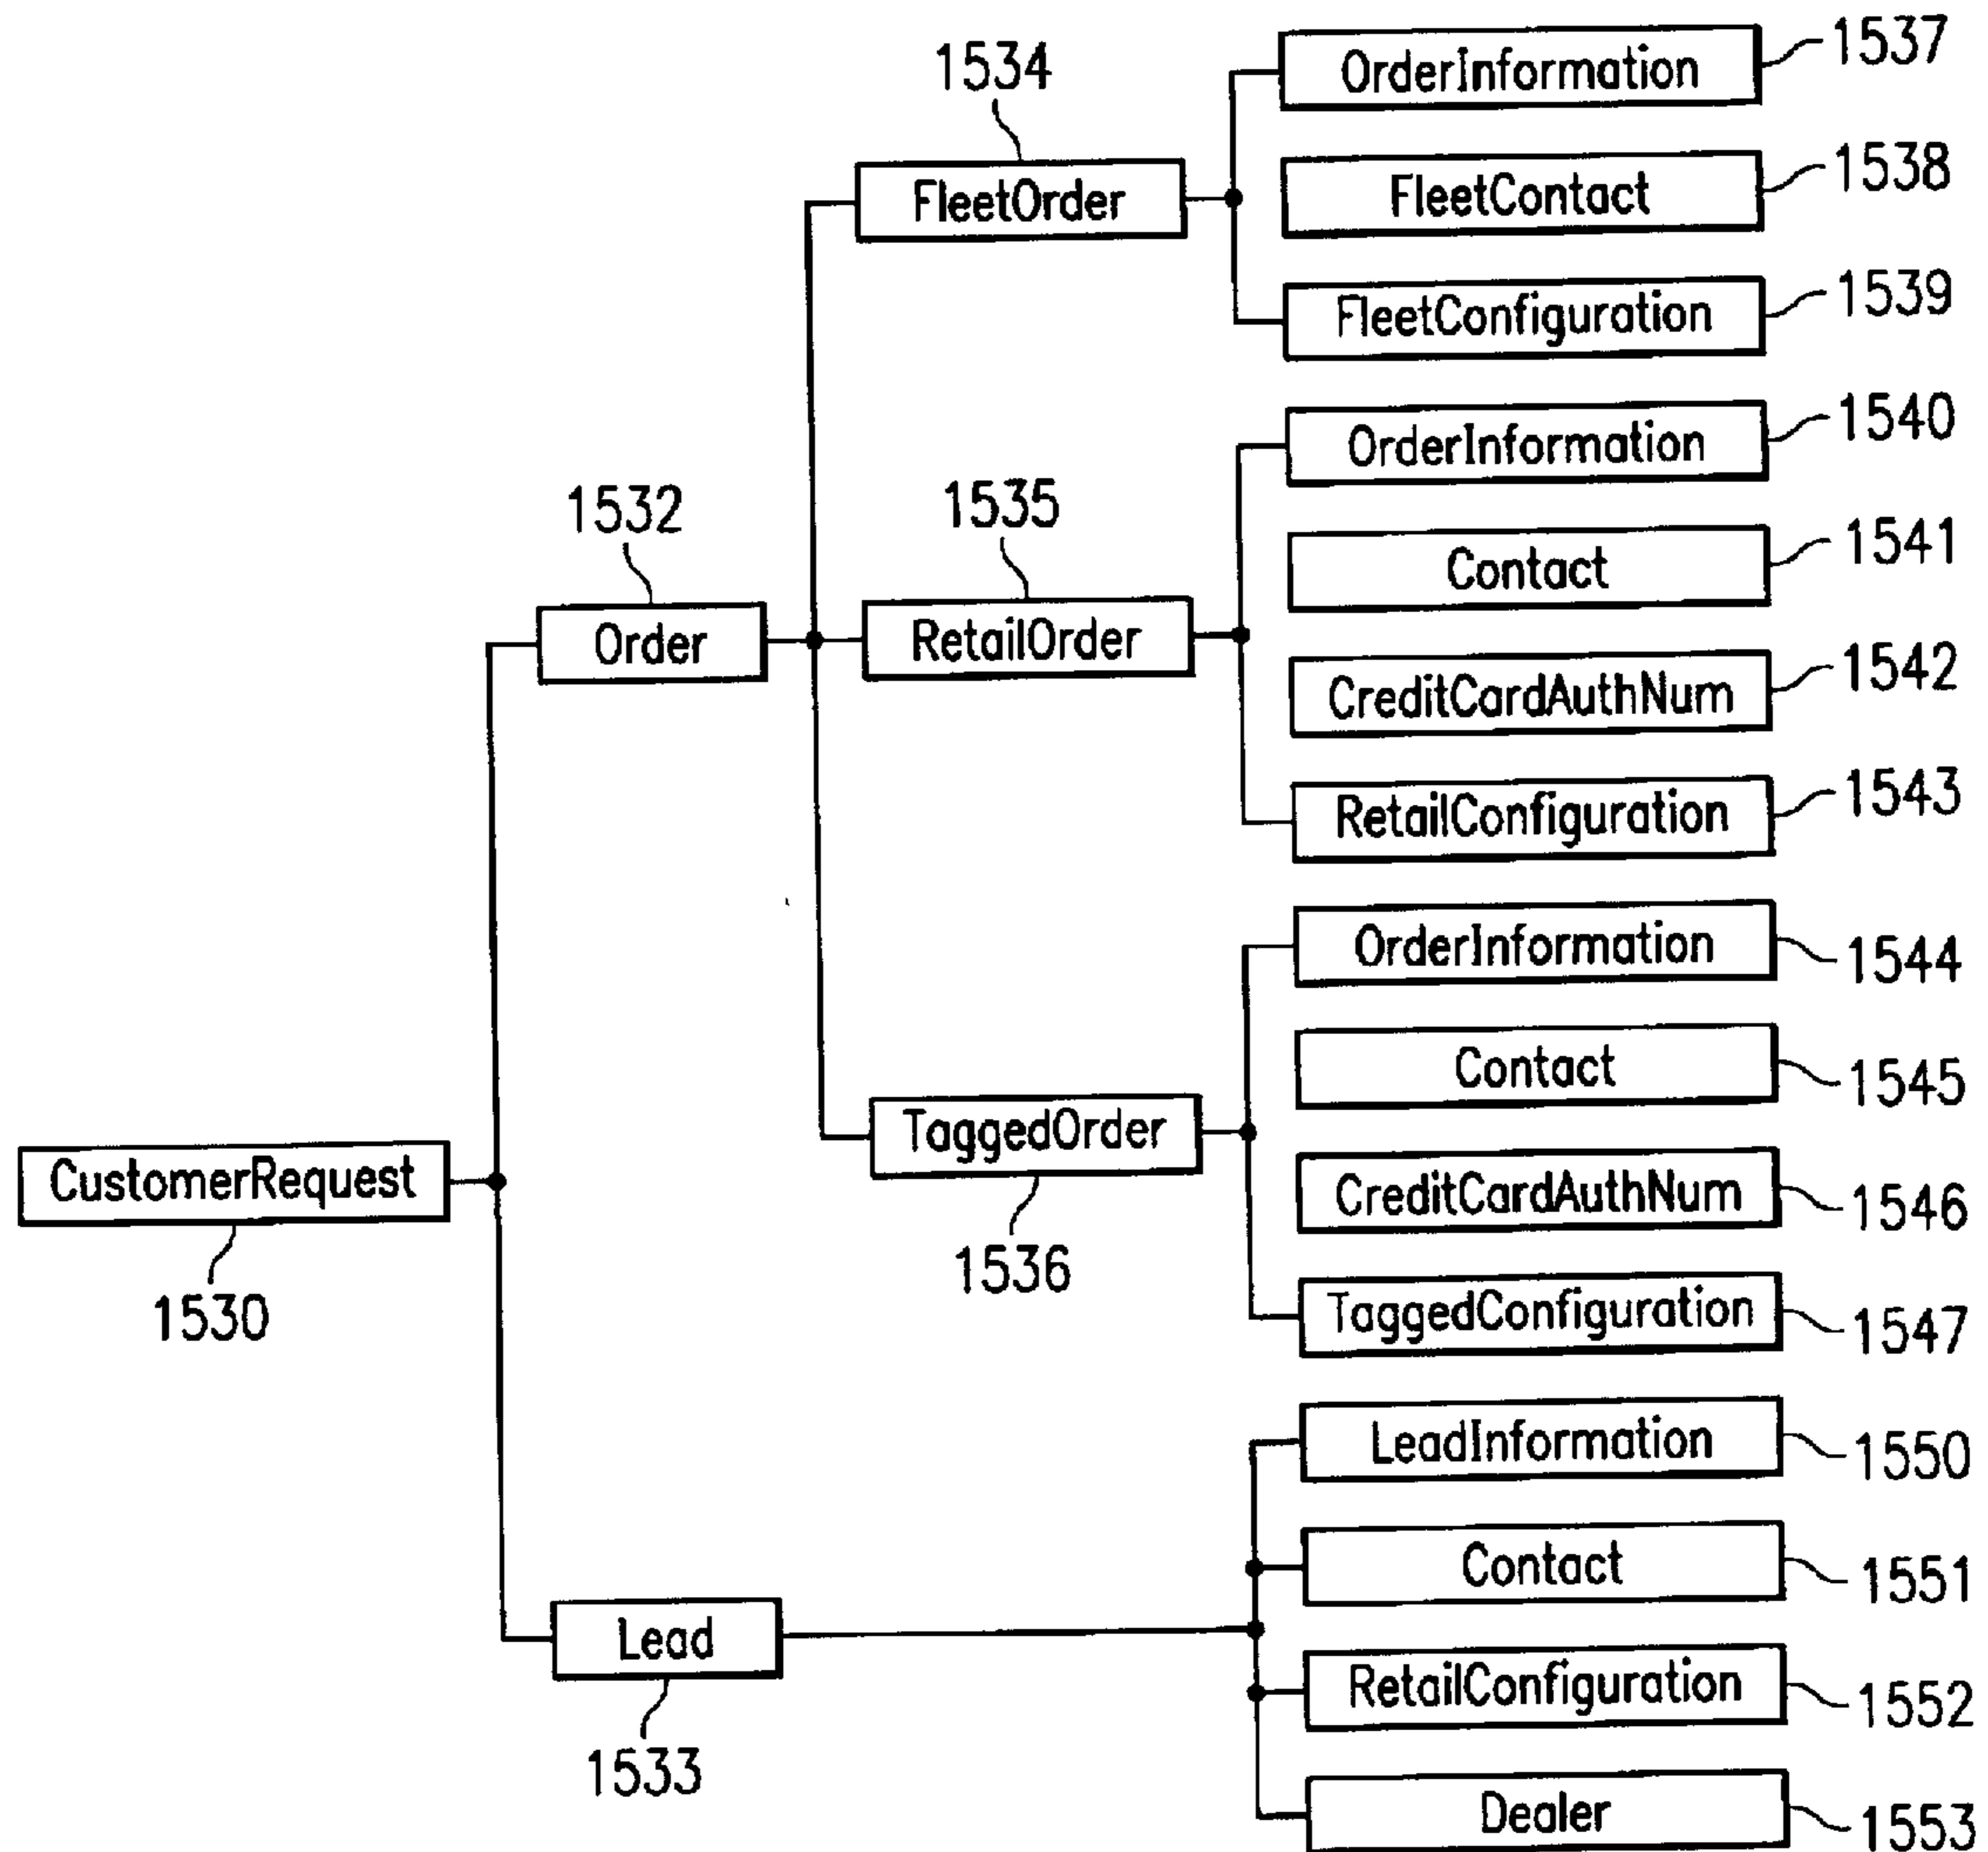 1537
OrderInformation
1534
1538
FleetContact
FleetOrder
1539
FleetConfiguration
1540
OrderInformation
1532
1535
1541
Contact
Order
RetailOrder
1542
CreditCardAuthNum
1543
RetailConfiguration
OrderInformation
1544
Contact
1545
TaggedOrder
CustomerRequest
CreditCardAuthNum
1546
1536
1530
TaggedConfiguration
1547
LeadInformation
1550
Contact
1551
Lead
RetailConfiguration
1552
1533
Dealer
1553